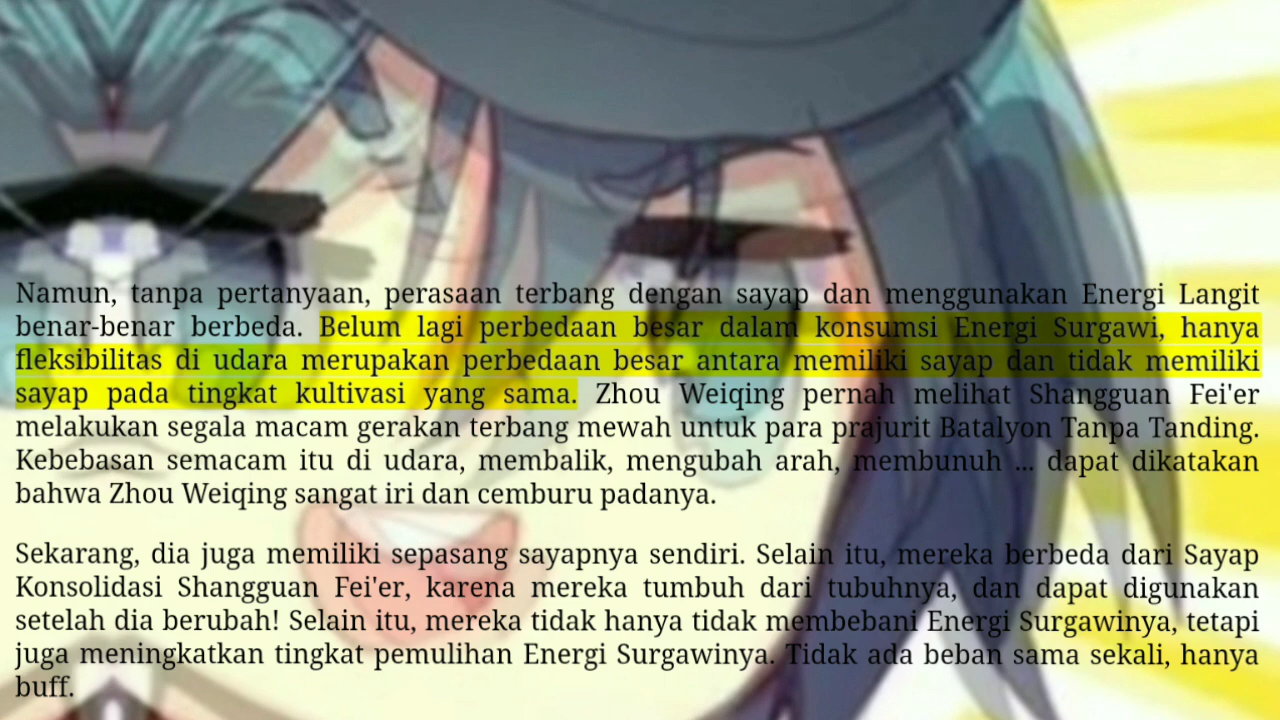 Namun, tanpa pertanyaan, perasaan terbang dengan sayap dan menggunakan Energi Langit
benar-benar berbeda. Belum lagi perbedaan besar dalam konsumsi Energi Surgawi, hanya
fleksibilitas di udara merupakan perbedaan besar antara memiliki sayap dan tidak memiliki
sayap pada tingkat kultivasi yang sama. Zhou Weiqing pernah melihat Shangguan Fei'er
melakukan segala macam gerakan terbang mewah untuk para prajurit Batalyon Tanpa Tanding.
Kebebasan semacam itu di udara, membalik, mengubah arah, membunuh ... dapat dikatakan
bahwa Zhou Weiqing sangat iri dan cemburu padanya.
Sekarang, dia juga memiliki sepasang sayapnya sendiri. Selain itu, mereka berbeda dari Sayap
Konsolidasi Shangguan Fei'er, karena mereka tumbuh dari tubuhnya, dan dapat digunakan
setelah dia berubah! Selain itu, mereka tidak hanya tidak membebani Energi Surgawinya, tetapi
juga meningkatkan tingkat pemulihan Energi Surgawinya. Tidak ada beban sama sekali, hanya
buff.